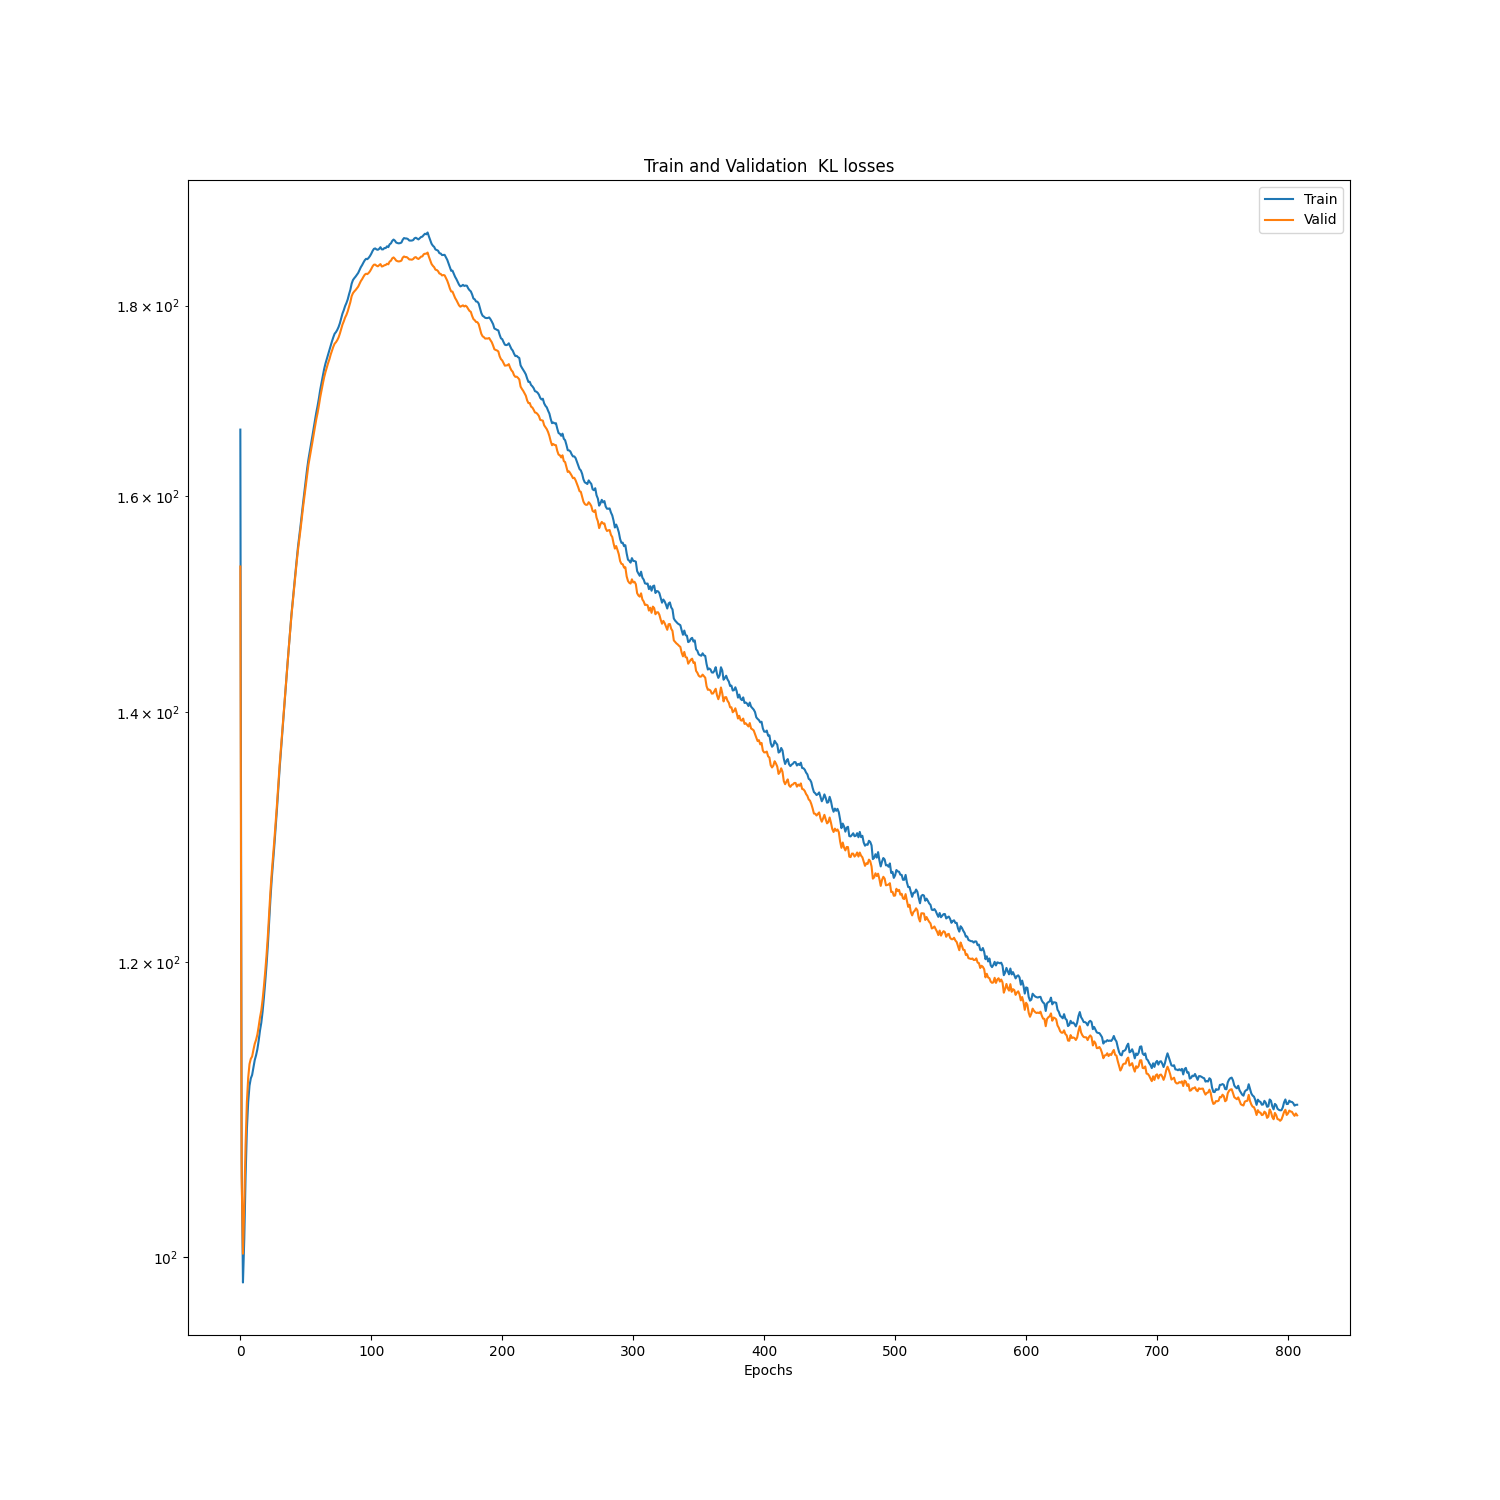 Train and Validation  KL losses
Train
Valid
1.8 × 10²
1.6 × 10²
1.4 × 10²
1.2 × 10²
10²
0 100 200 300 400 500 600 700 800
Epochs